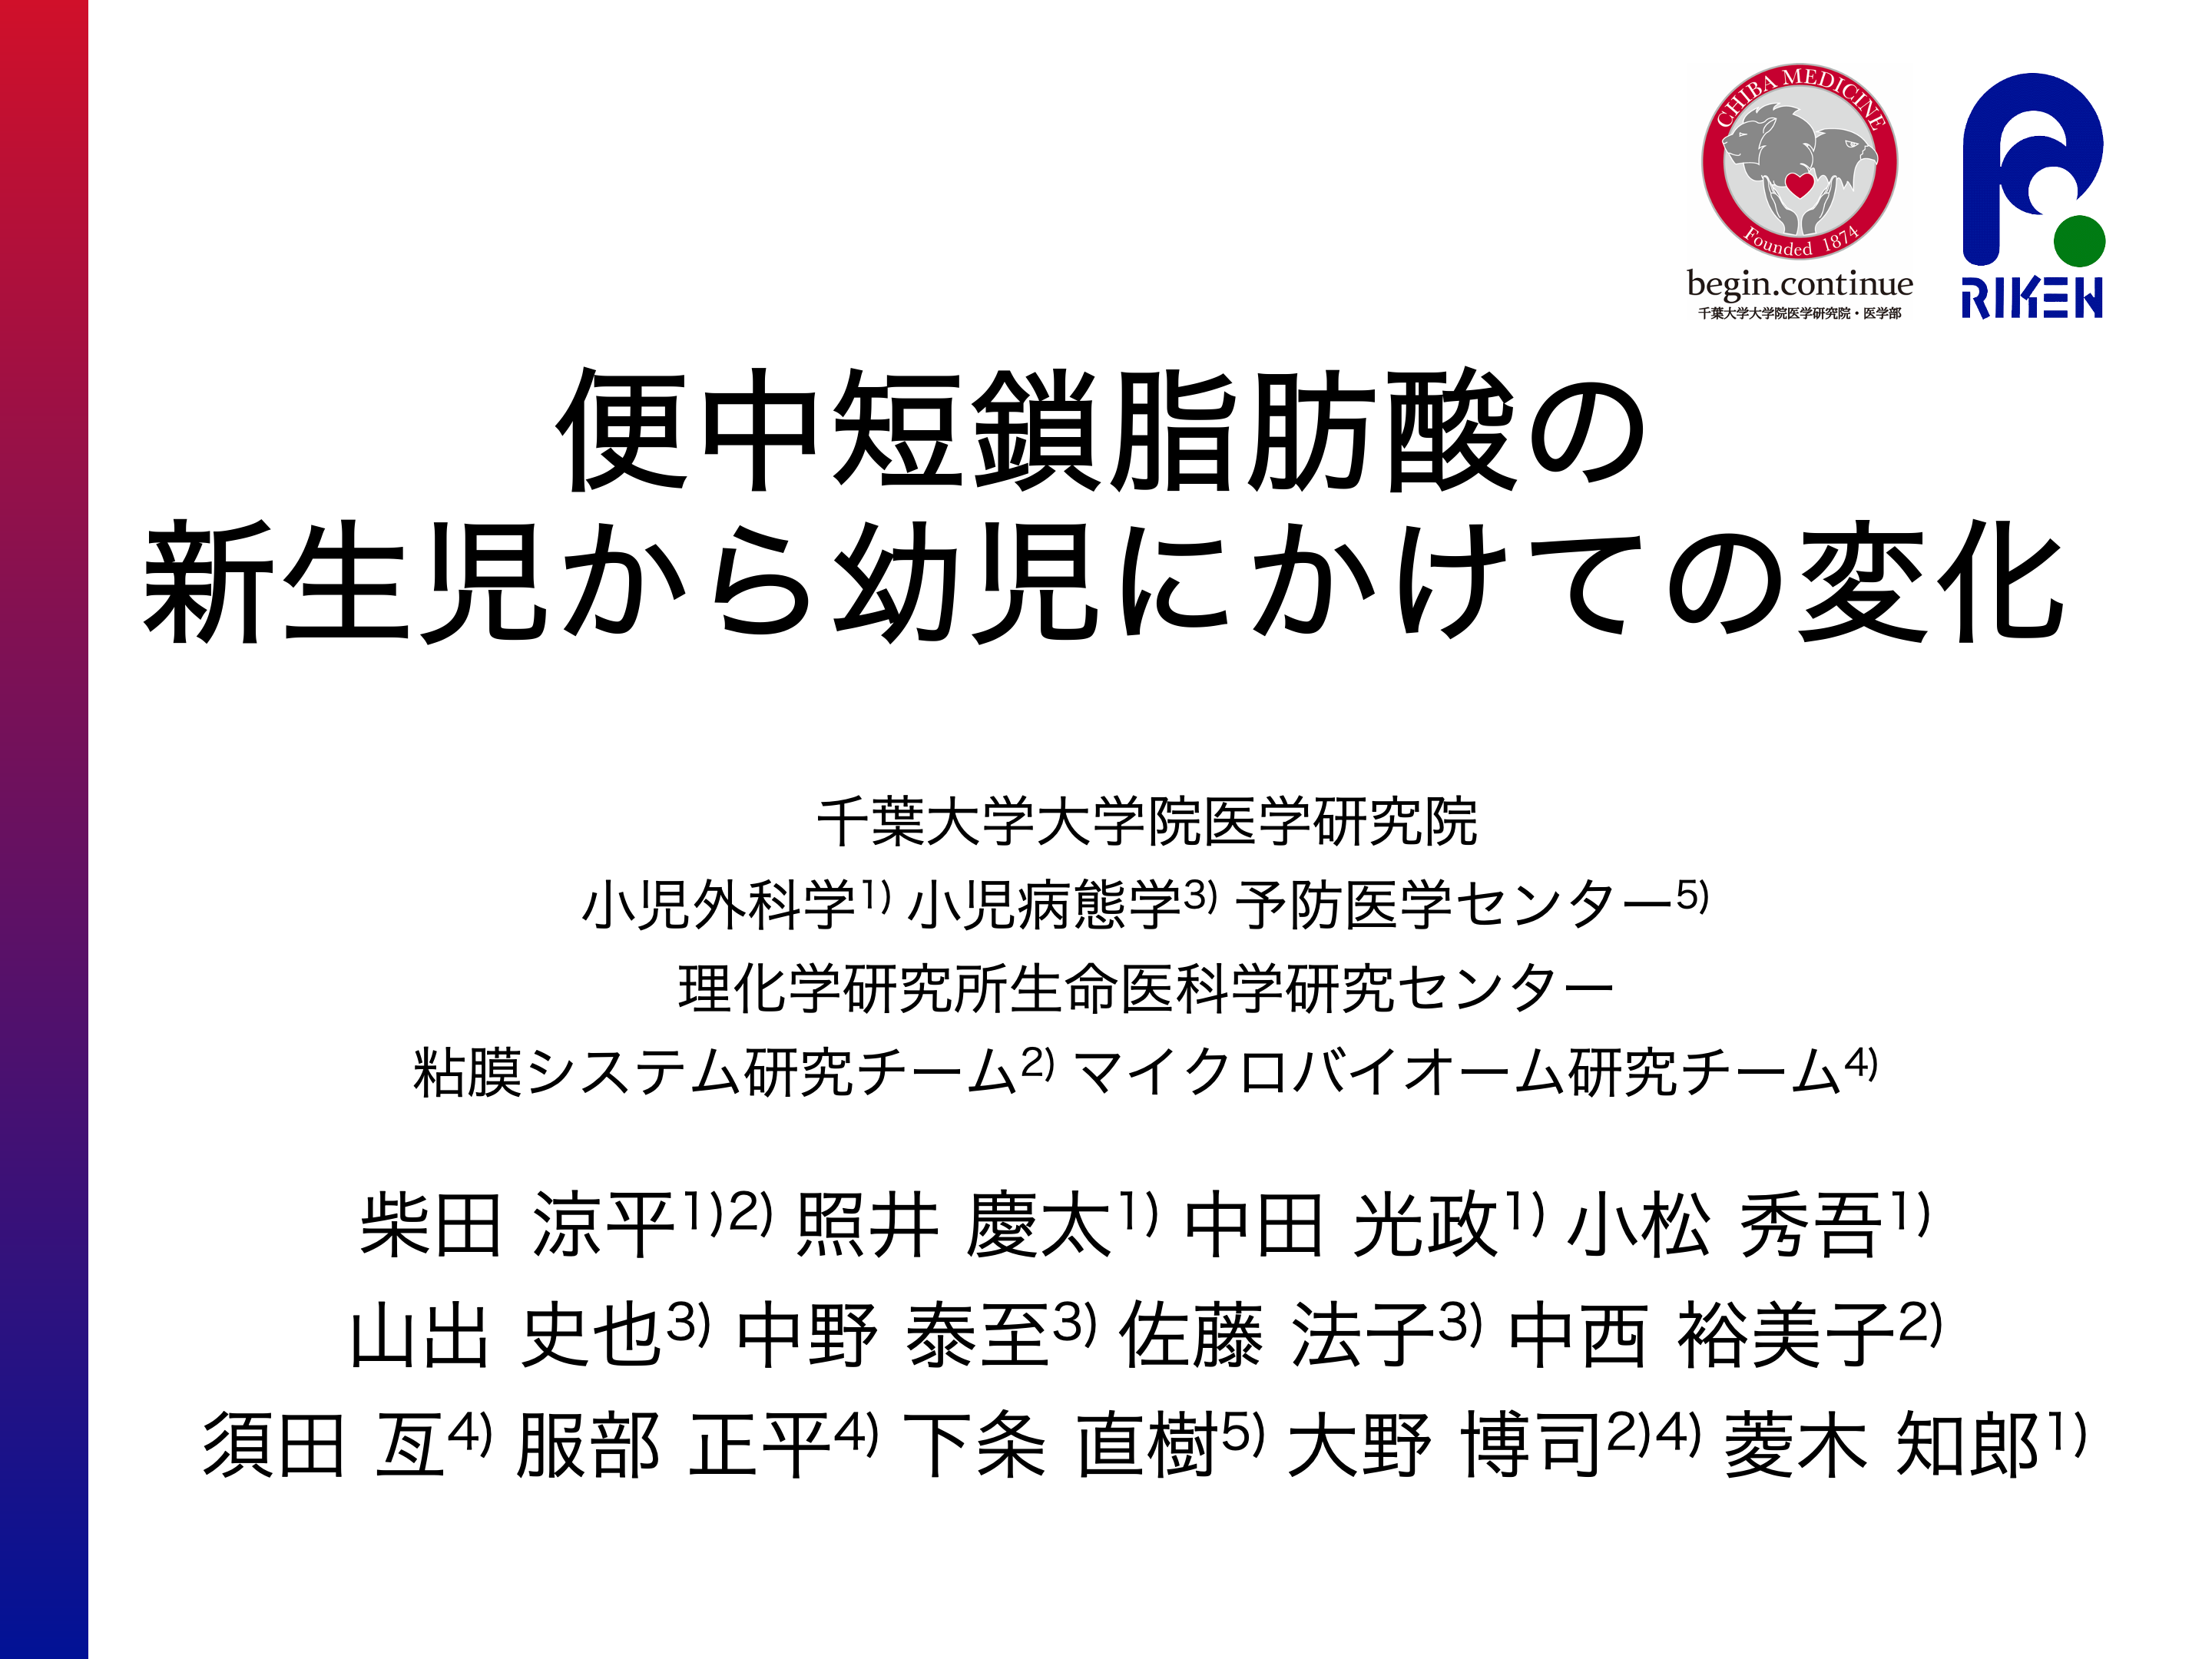 CHIBA MEDICINE
Founded 1874
begin.continue
千葉大学大学院医学研究院・医学部
RIKEN
便中短鎖脂肪酸の
新生児から幼児にかけての変化
千葉大学大学院医学研究院
小児外科学1) 小児病態学3) 予防医学センター5)
理化学研究所生命医科学研究センター
粘膜システム研究チーム2) マイクロバイオーム研究チーム4)
柴田 涼平1)2) 照井 慶太1) 中田 光政1) 小松 秀吾1)
山出 史也3) 中野 泰至3) 佐藤 法子3) 中西 裕美子2)
須田 亙4) 服部 正平4) 下条 直樹5) 大野 博司2)4) 菱木 知郎1)